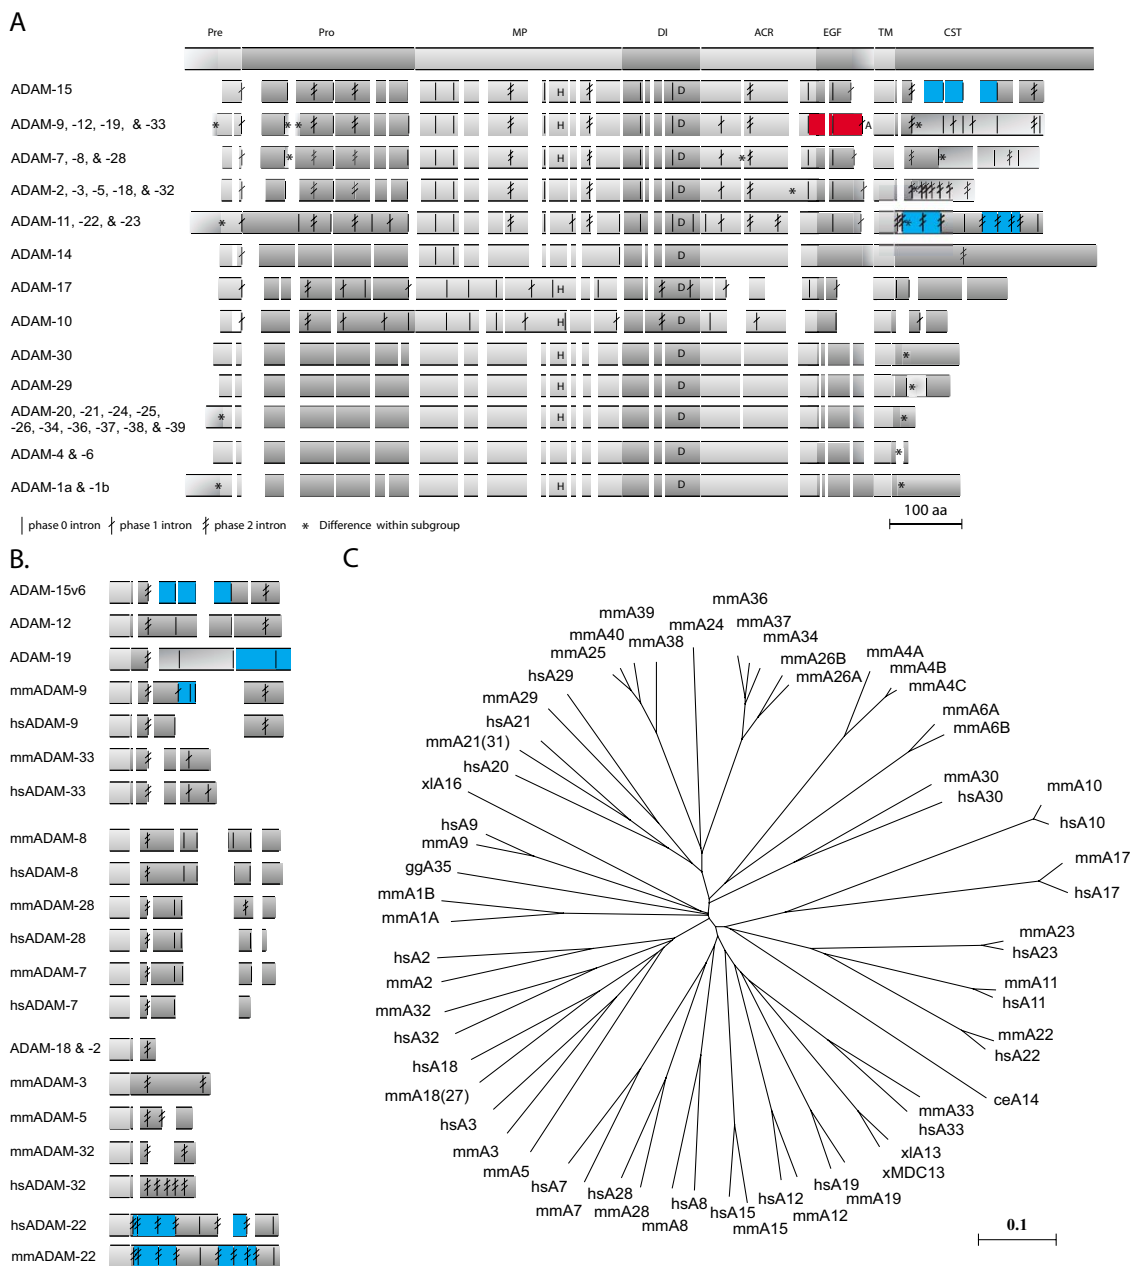 A
Pre Pro MP DI ACR EGF TM CST
ADAM-15 H D
ADAM-9, -12, -19, & -33 * * * H D A *
ADAM-7, -8, & -28 * H D * *
ADAM-2, -3, -5, -18, & -32 H D *
ADAM-11, -22, & -23 * H D *
ADAM-14 D
ADAM-17 H D
ADAM-10 H D
ADAM-30 H D *
ADAM-29 H D *
ADAM-20, -21, -24, -25,
-26, -34, -36, -37, -38, & -39 * H D *
ADAM-4 & -6 H D *
ADAM-1a & -1b * H D *
phase 0 intron phase 1 intron phase 2 intron * Difference within subgroup
100 aa
B.
ADAM-15v6
ADAM-12
ADAM-19
mmADAM-9
hsADAM-9
mmADAM-33
hsADAM-33
mmADAM-8
hsADAM-8
mmADAM-28
hsADAM-28
mmADAM-7
hsADAM-7
ADAM-18 & -2
mmADAM-3
mmADAM-5
mmADAM-32
hsADAM-32
hsADAM-22
mmADAM-22
C
mmA36
mmA39
mmA37
mmA24
mmA40
mmA38
mmA34
mmA25
mmA26B
mmA4A
mmA4B
hsA29
mmA26A
mmA4C
mmA29
mmA6A
hsA21
mmA6B
mmA21(31)
hsA20
mmA30
xlA16
mmA10
hsA30
hsA9
hsA10
mmA9
mmA17
ggA35
hsA17
mmA1B
mmA1A
mmA23
hsA23
hsA2
mmA2
mmA11
hsA11
mmA32
hsA32
mmA22
hsA22
hsA18
mmA18(27)
ceA14
mmA33
hsA3
hsA33
mmA3
xlA13
mmA5
xMDC13
hsA7
hsA19
mmA7
hsA28
mmA19
mmA28
hsA12
hsA8
mmA12
mmA8
hsA15
mmA15
0.1